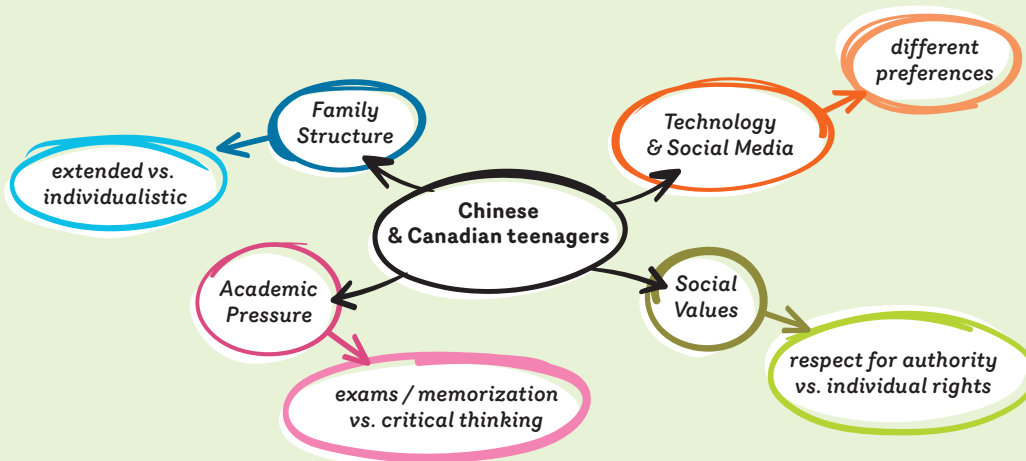 Chinese
& Canadian teenagers
Family
Structure
extended vs.
individualistic
Technology
& Social Media
different
preferences
Academic
Pressure
exams / memorization
vs. critical thinking
Social
Values
respect for authority
vs. individual rights